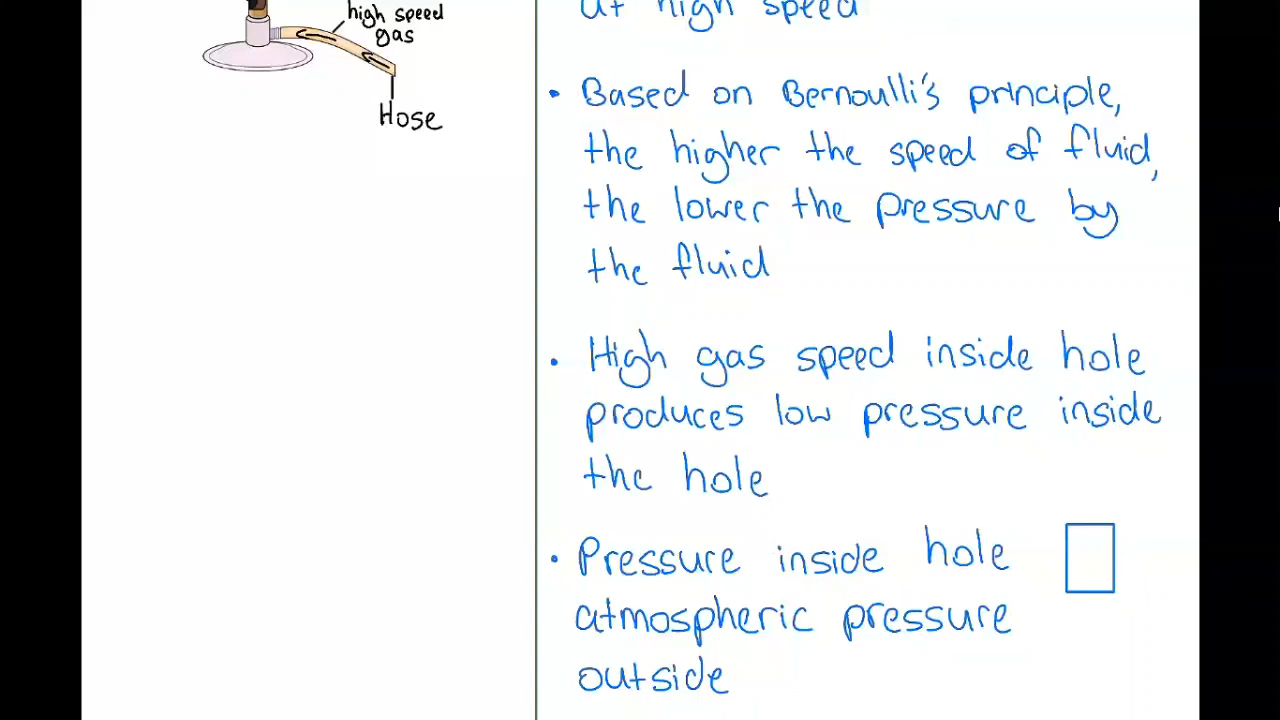 high speed
gas
Hose
at high speed
• Based on Bernoulli's principle,
the higher the speed of fluid,
the lower the pressure by
the fluid
• High gas speed inside hole
produces low pressure inside
the hole
• Pressure inside hole
atmospheric pressure
outside